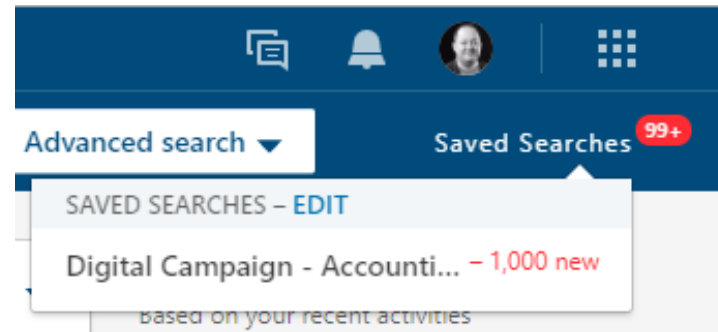 Advanced search
Saved Searches 99+
SAVED SEARCHES – EDIT
Digital Campaign - Accounti... – 1,000 new
Based on your recent activities